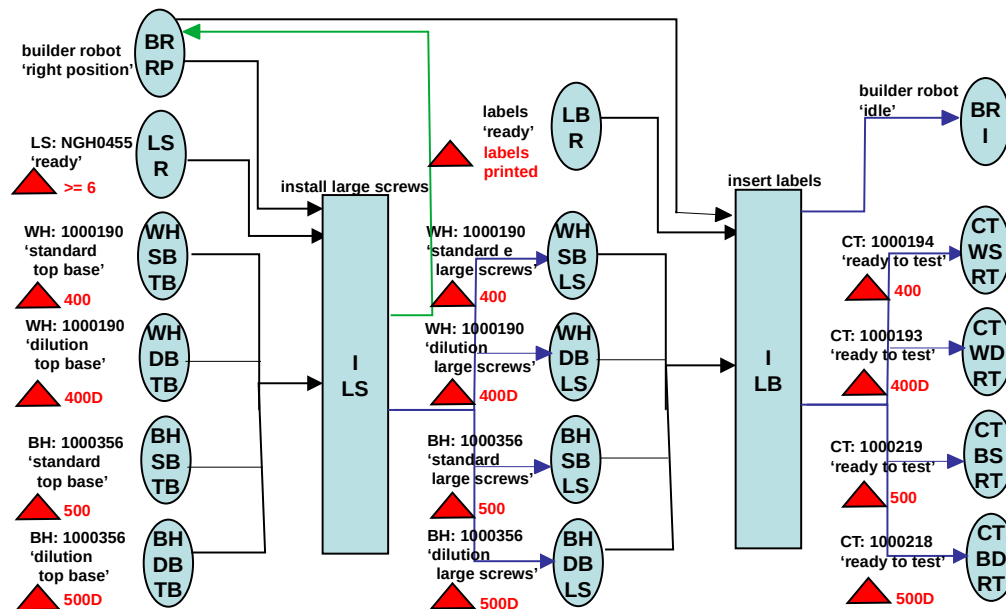 builder robot
‘right position’
BR
RP
LS: NGH0455
‘ready’
>= 6
LS
R
WH: 1000190
‘standard
top base’
400
WH
SB
TB
WH: 1000190
‘dilution
top base’
400D
WH
DB
TB
BH: 1000356
‘standard
top base’
500
BH
SB
TB
BH: 1000356
‘dilution
top base’
500D
BH
DB
TB
install large screws
I
LS
labels
‘ready’
labels
printed
LB
R
WH: 1000190
‘standard e
large screws’
400
WH
SB
LS
WH: 1000190
‘dilution
large screws’
400D
WH
DB
LS
BH: 1000356
‘standard
large screws’
500
BH
SB
LS
BH: 1000356
‘dilution
large screws’
500D
BH
DB
LS
insert labels
I
LB
builder robot
‘idle’
BR
I
CT: 1000194
‘ready to test’
400
CT
WS
RT
CT: 1000193
‘ready to test’
400D
CT
WD
RT
CT: 1000219
‘ready to test’
500
CT
BS
RT
CT: 1000218
‘ready to test’
500D
CT
BD
RT